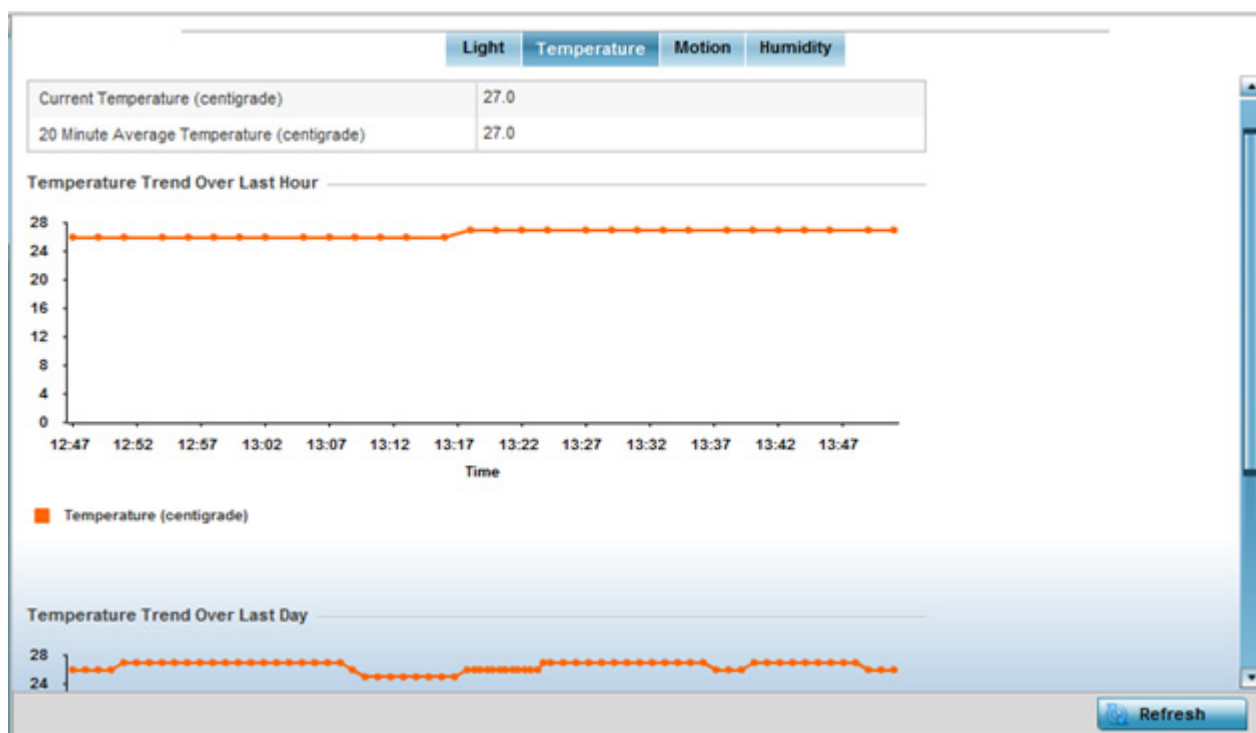 Light Temperature Motion Humidity
Current Temperature (centigrade) 27.0
20 Minute Average Temperature (centigrade) 27.0
Temperature Trend Over Last Hour
28
24
20
16
12
8
4
0
12:47 12:52 12:57 13:02 13:07 13:12 13:17 13:22 13:27 13:32 13:37 13:42 13:47
Time
Temperature (centigrade)
Temperature Trend Over Last Day
28
24
Refresh